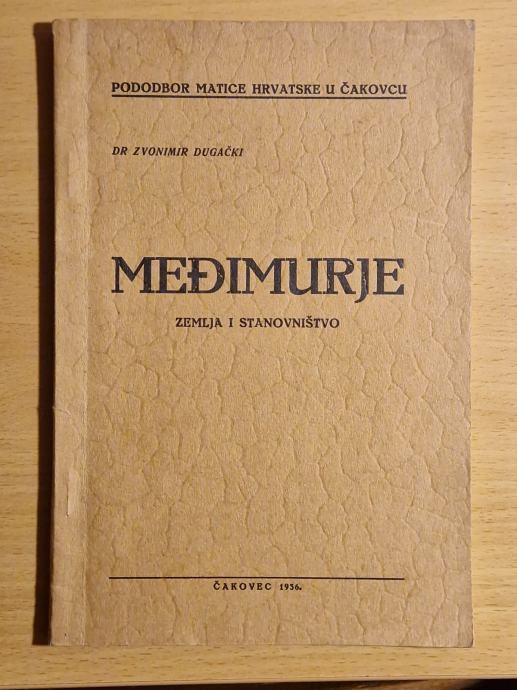 PODODBOR MATICE HRVATSKE U ČAKOVCU
DR ZVONIMIR DUGAČKI
MEĐIMURJE
ZEMLJA I STANOVNIŠTVO
ČAKOVEC 1936.